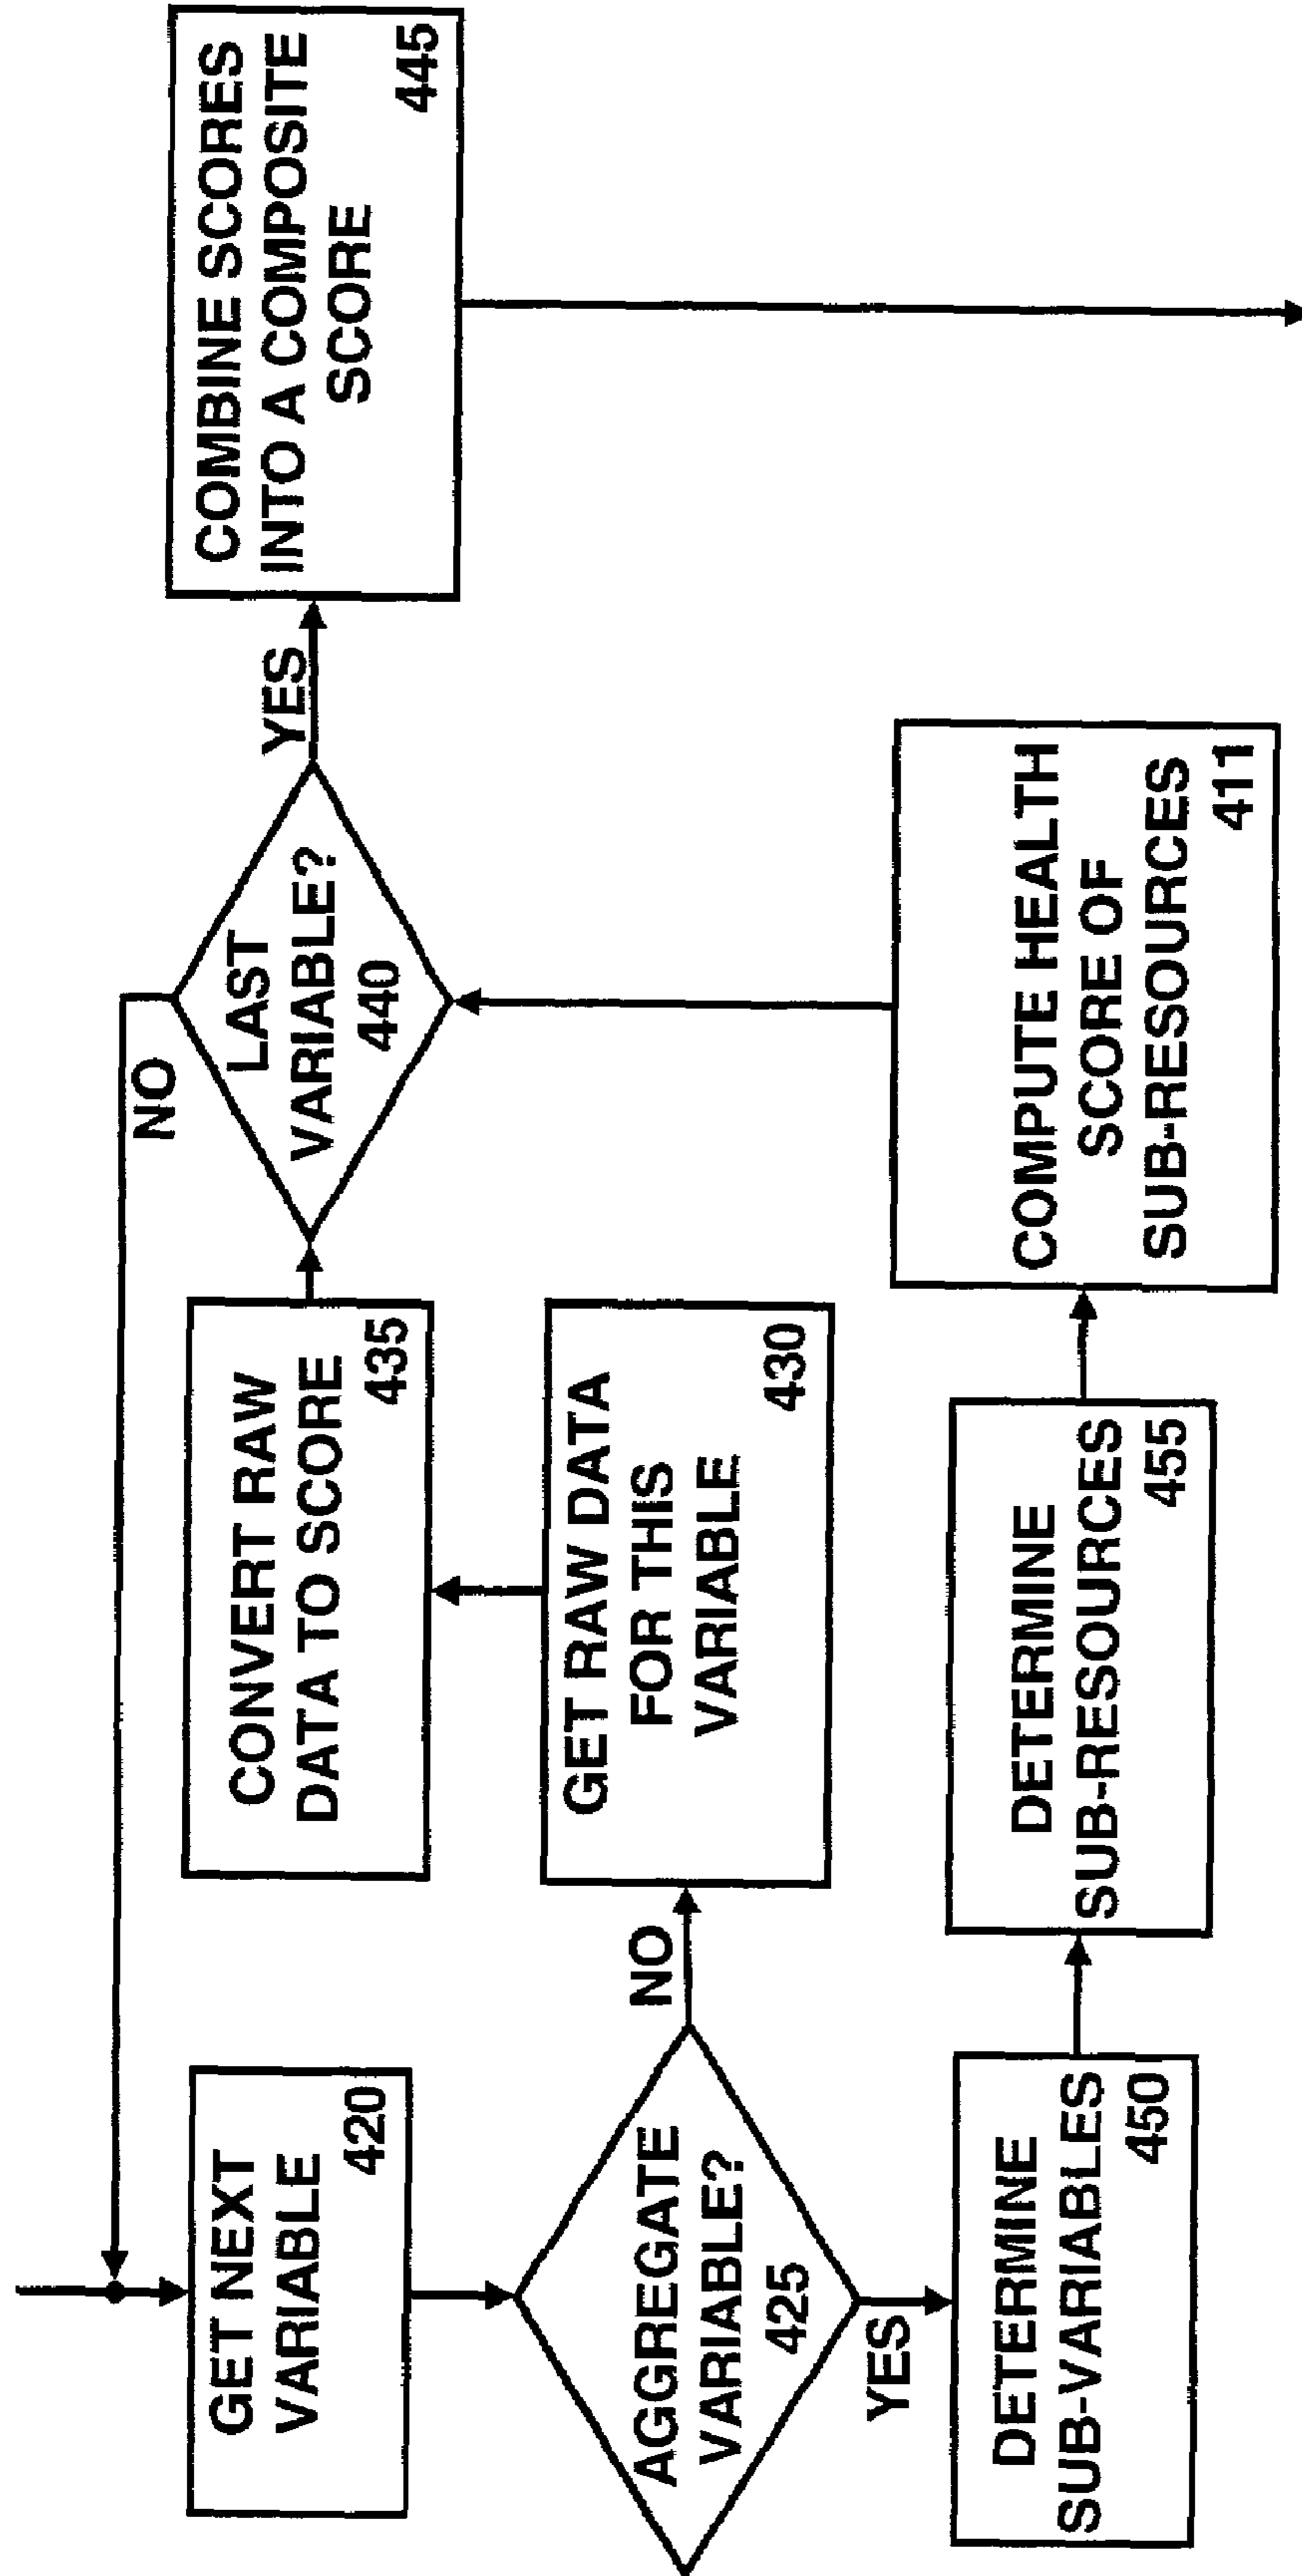 GET NEXT
VARIABLE
420
AGGREGATE
VARIABLE?
425
NO
YES
GET RAW DATA
FOR THIS
VARIABLE
430
CONVERT RAW
DATA TO SCORE
435
DETERMINE
SUB-VARIABLES
450
DETERMINE
SUB-RESOURCES
455
COMPUTE HEALTH
SCORE OF
SUB-RESOURCES
411
LAST
VARIABLE?
440
NO
YES
COMBINE SCORES
INTO A COMPOSITE
SCORE
445